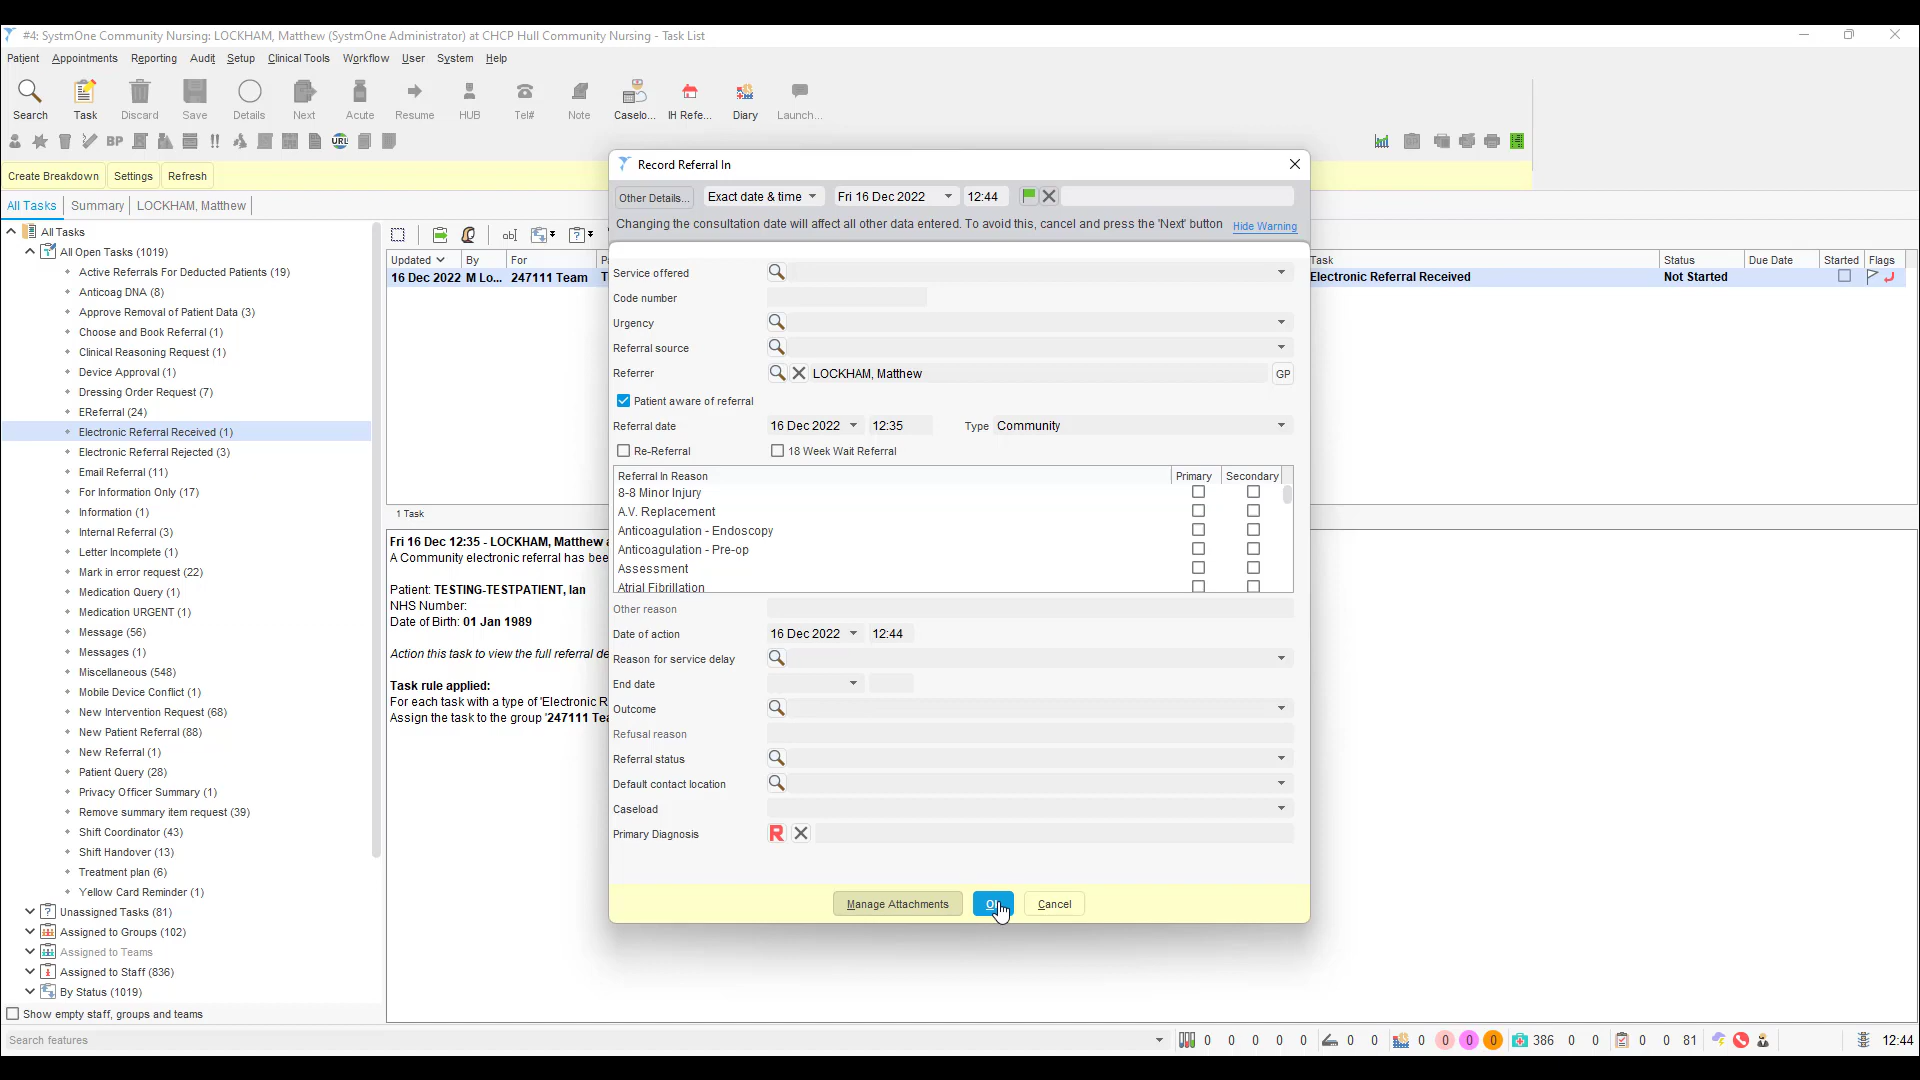 #4: SystmOne Community Nursing: LOCKHAM, Matthew (SystmOne Administrator) at CHCP Hull Community Nursing - Task List
Patient Appointments Reporting Audit Setup Clinical Tools Workflow User System Help
Search Task Discard Save Details Next Acute Resume HUB Tel# Note Caselo... IH Refe... Diary Launch...
BP !! URL
Create Breakdown Settings Refresh
All Tasks Summary LOCKHAM, Matthew
All Tasks
All Open Tasks (1019)
Active Referrals For Deducted Patients (19)
Anticoag DNA (8)
Approve Removal of Patient Data (3)
Choose and Book Referral (1)
Clinical Reasoning Request (1)
Device Approval (1)
Dressing Order Request (7)
EReferral (24)
Electronic Referral Received (1)
Electronic Referral Rejected (3)
Email Referral (11)
For Information Only (17)
Information (1)
Internal Referral (3)
Letter Incomplete (1)
Mark in error request (22)
Medication Query (1)
Medication URGENT (1)
Message (56)
Messages (1)
Miscellaneous (548)
Mobile Device Conflict (1)
New Intervention Request (68)
New Patient Referral (88)
New Referral (1)
Patient Query (28)
Privacy Officer Summary (1)
Remove summary item request (39)
Shift Coordinator (43)
Shift Handover (13)
Treatment plan (6)
Yellow Card Reminder (1)
Unassigned Tasks (81)
Assigned to Groups (102)
Assigned to Teams
Assigned to Staff (836)
By Status (1019)
Show empty staff, groups and teams
Updated By For P Task Status Due Date Started Flags
16 Dec 2022 M Lo... 247111 Team T Electronic Referral Received Not Started
1 Task
Fri 16 Dec 12:35 - LOCKHAM, Matthew
A Community electronic referral has bee
Patient: TESTING-TESTPATIENT, Ian
NHS Number:
Date of Birth: 01 Jan 1989
Action this task to view the full referral de
Task rule applied:
For each task with a type of 'Electronic R
Assign the task to the group '247111 Tea
Record Referral In
Other Details... Exact date & time Fri 16 Dec 2022 12:44
Changing the consultation date will affect all other data entered. To avoid this, cancel and press the 'Next' button Hide Warning
Service offered
Code number
Urgency
Referral source
Referrer LOCKHAM, Matthew GP
Patient aware of referral
Referral date 16 Dec 2022 12:35 Type Community
Re-Referral 18 Week Wait Referral
Referral In Reason Primary Secondary
8-8 Minor Injury
A.V. Replacement
Anticoagulation - Endoscopy
Anticoagulation - Pre-op
Assessment
Atrial Fibrillation
Other reason
Date of action 16 Dec 2022 12:44
Reason for service delay
End date
Outcome
Refusal reason
Referral status
Default contact location
Caseload
Primary Diagnosis R
Manage Attachments Cancel
Search features 0 0 0 0 0 0 0 0 0 0 0 386 0 0 0 0 81 12:44